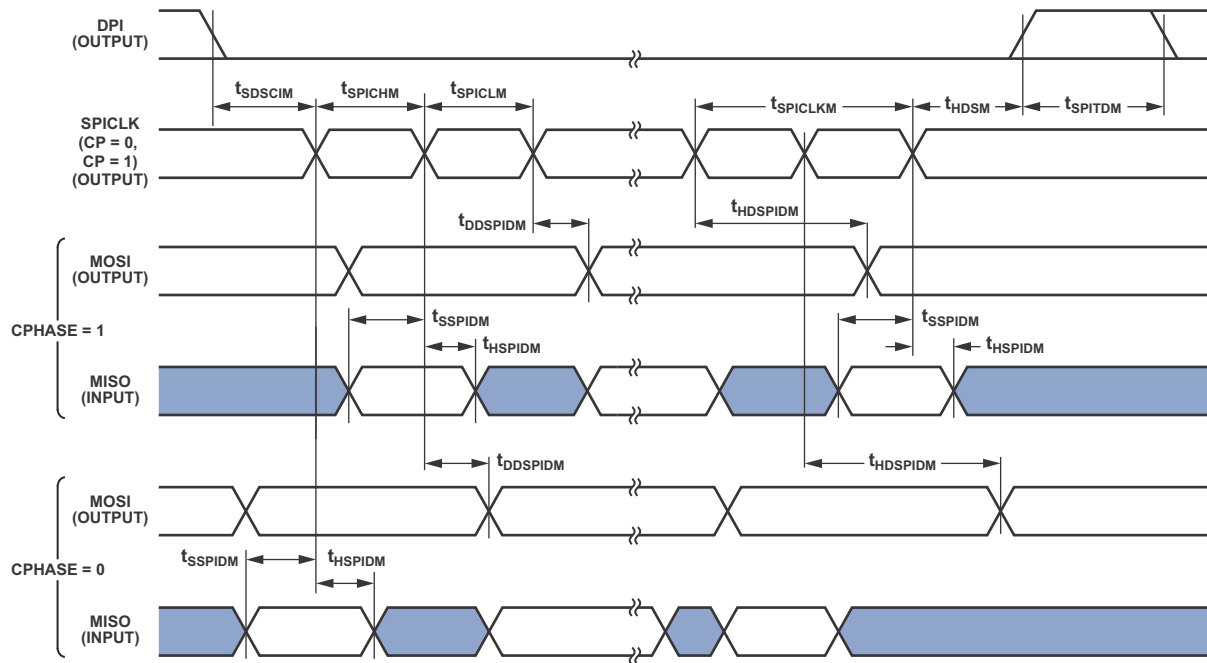 DPI
(OUTPUT)
tSDSCIM
tSPICHM
tSPICLM
tSPICLKM
tHDSM
tSPITDM
SPICLK
(CP = 0,
CP = 1)
(OUTPUT)
tDDSPIDM
tHDSPIDM
MOSI
(OUTPUT)
CPHASE = 1
tSSPIDM
tSSPIDM
tHSPIDM
tHSPIDM
MISO
(INPUT)
tDDSPIDM
tHDSPIDM
MOSI
(OUTPUT)
tSSPIDM
tHSPIDM
CPHASE = 0
MISO
(INPUT)